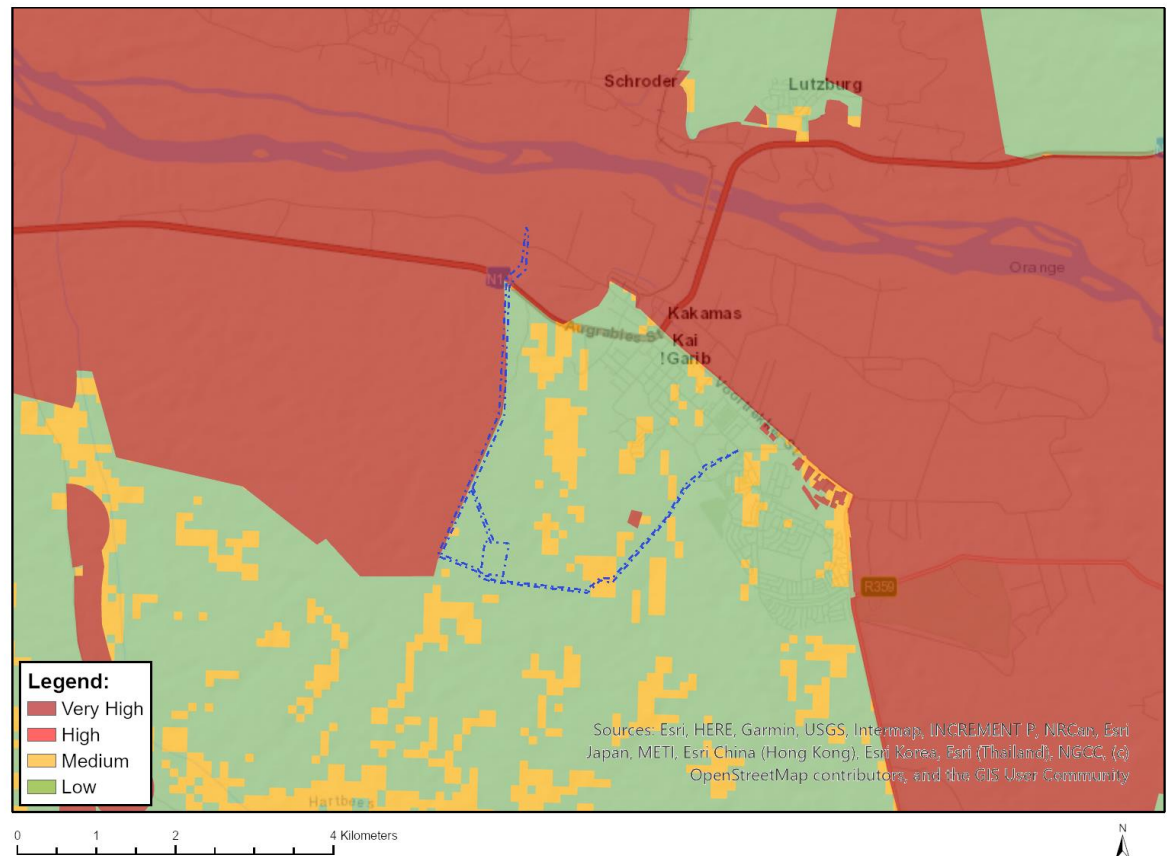 Schroder
Lutzburg
Orange
N1
Kakamas
Augrabies St
Kai
!Garib
Voortrekker St
R359
Legend:
Very High
High
Medium
Low
Sources: Esri, HERE, Garmin, USGS, Intermap, INCREMENT P, NRCan, Esri
Japan, METI, Esri China (Hong Kong), Esri Korea, Esri (Thailand), NGCC, (c)
OpenStreetMap contributors, and the GIS User Community
Hartbees
0 1 2 4 Kilometers
N